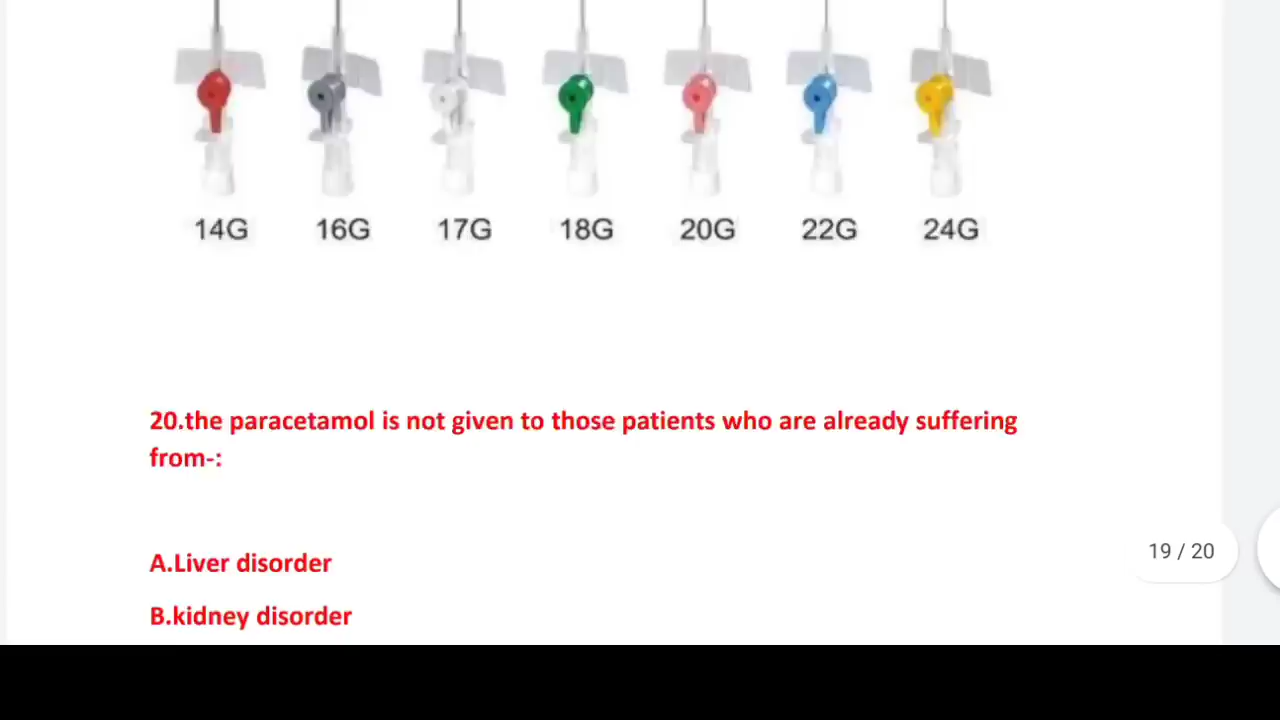 14G 16G 17G 18G 20G 22G 24G
20.the paracetamol is not given to those patients who are already suffering
from-:
19 / 20
A.Liver disorder
B.kidney disorder